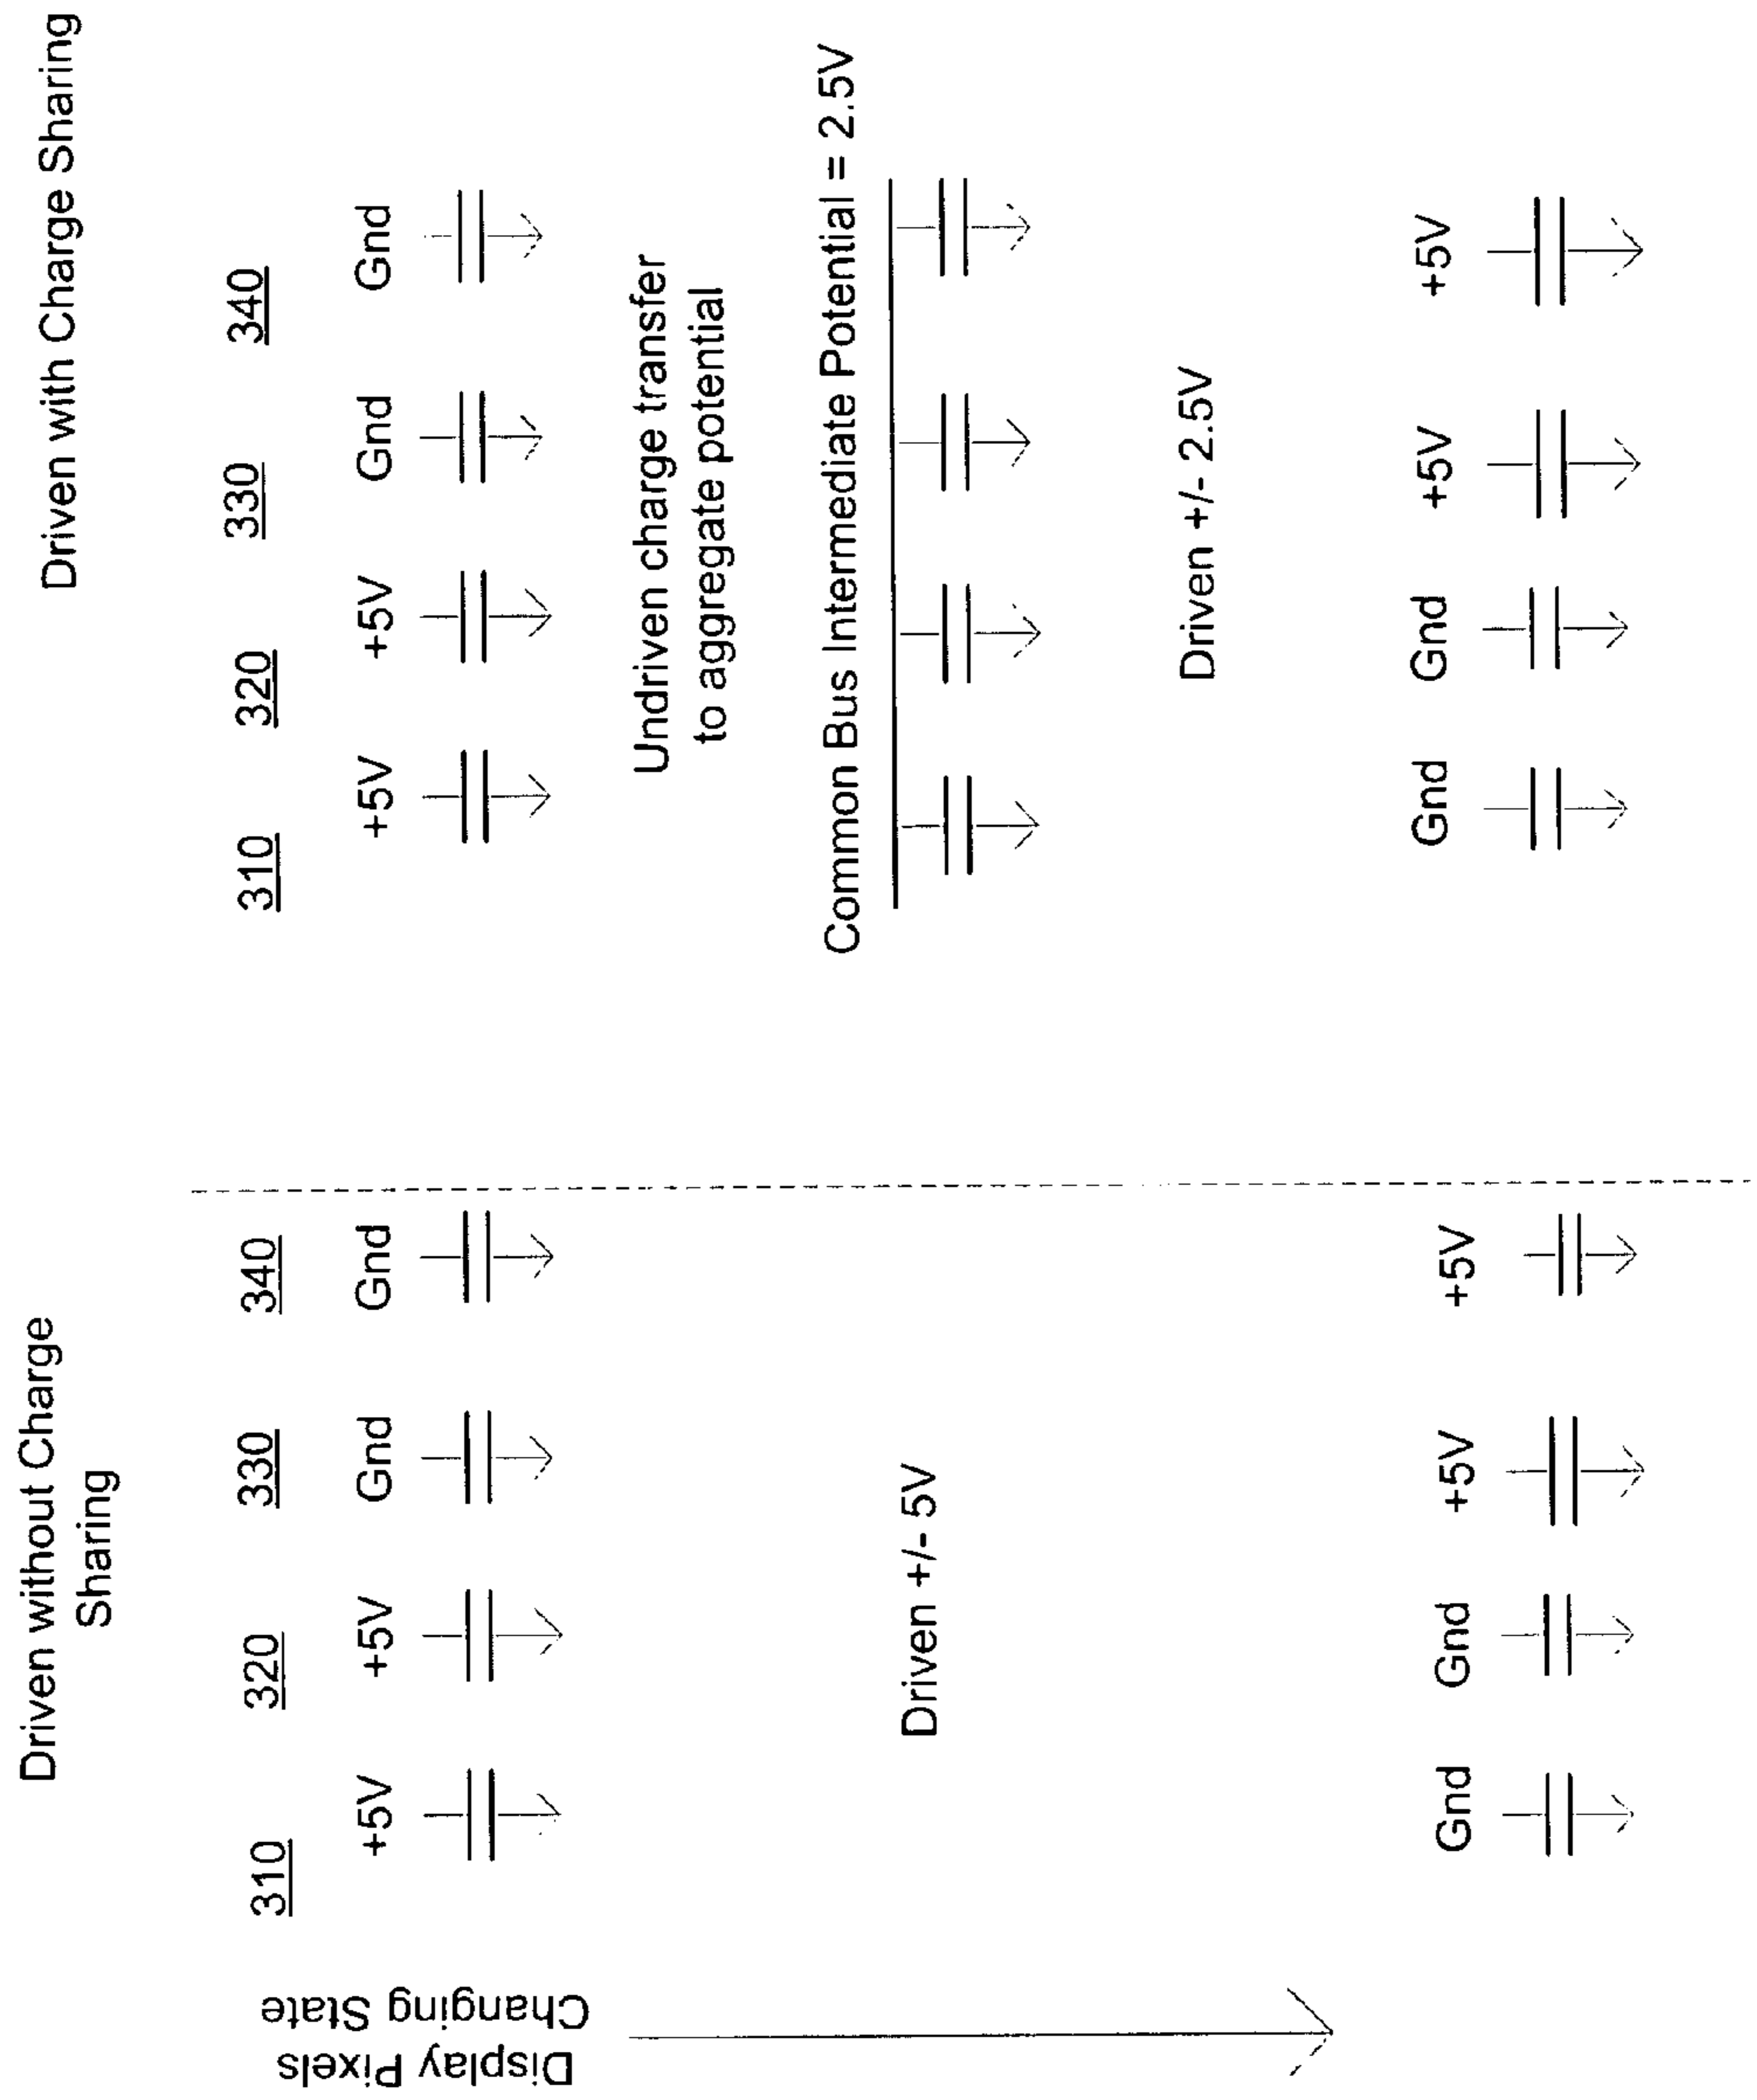 Driven without Charge
Sharing
310 320 330 340
+5V +5V Gnd Gnd
Driven +/- 5V
Gnd Gnd +5V +5V
Display Pixels
Changing State
Driven with Charge Sharing
310 320 330 340
+5V +5V Gnd Gnd
Undriven charge transfer
to aggregate potential
Common Bus Intermediate Potential = 2.5V
Driven +/- 2.5V
Gnd Gnd +5V +5V